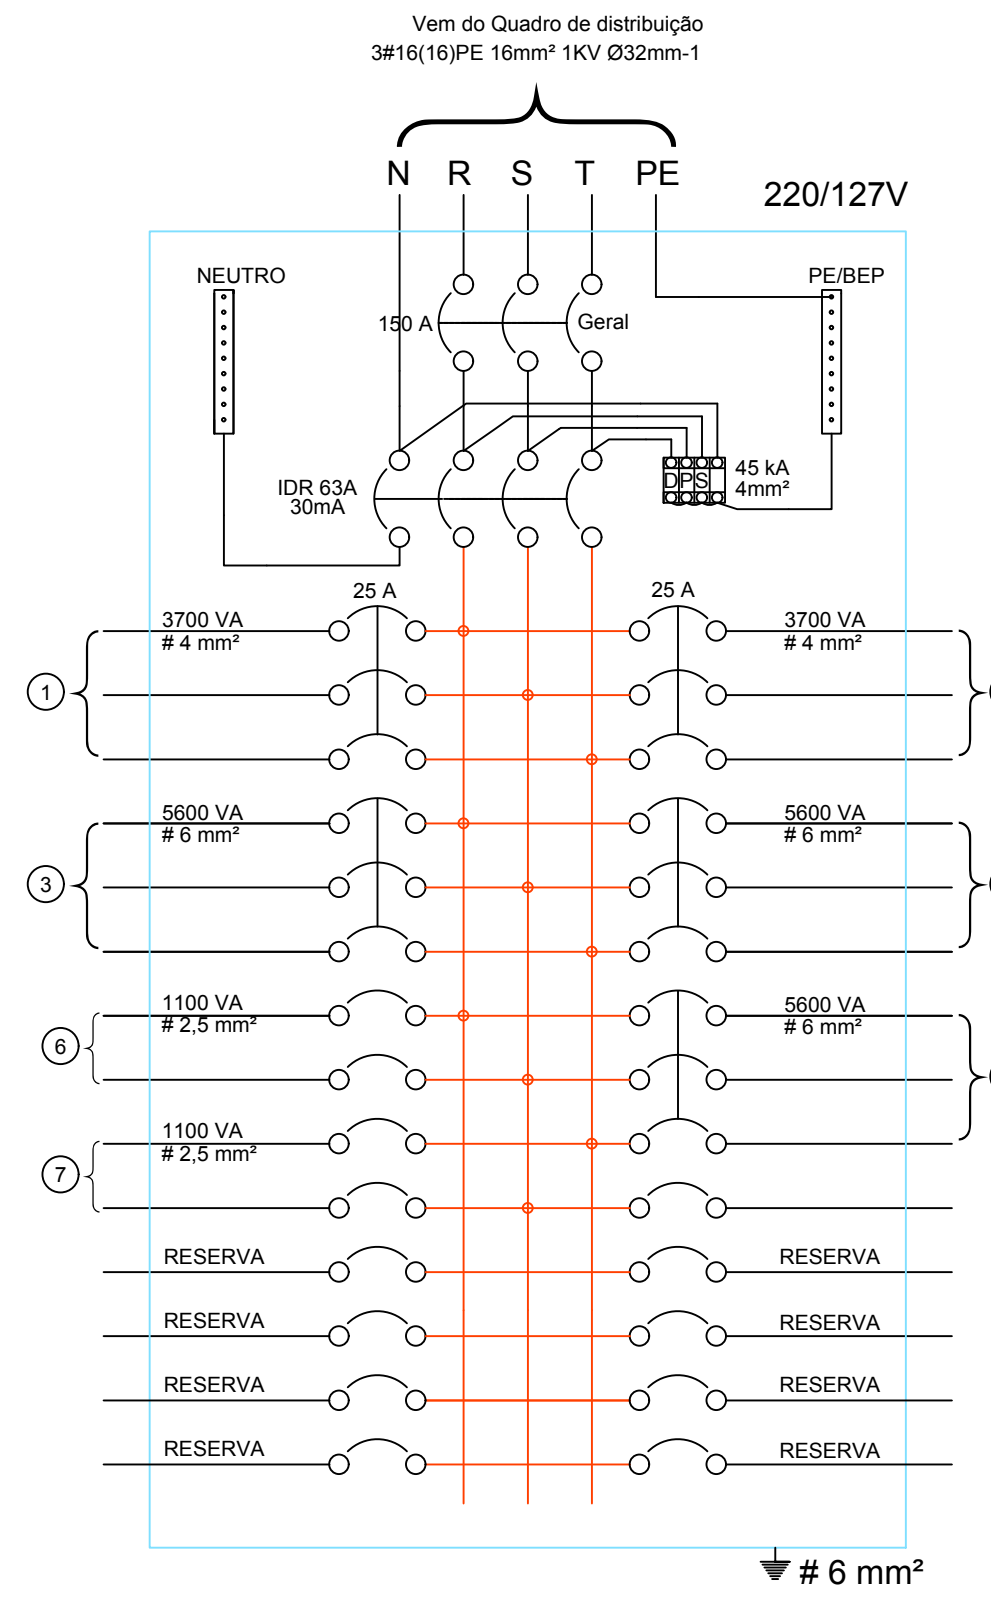 Vem do Quadro de distribuição
3#16(16)PE 16mm² 1KV Ø32mm-1
N R S T PE
220/127V
NEUTRO
PE/BEP
150 A
Geral
IDR 63A
30mA
DPS
45 kA
4mm²
25 A
25 A
3700 VA
# 4 mm²
3700 VA
# 4 mm²
1
5600 VA
# 6 mm²
5600 VA
# 6 mm²
3
1100 VA
# 2,5 mm²
5600 VA
# 6 mm²
6
1100 VA
# 2,5 mm²
7
RESERVA
RESERVA
RESERVA
RESERVA
RESERVA
RESERVA
RESERVA
RESERVA
# 6 mm²